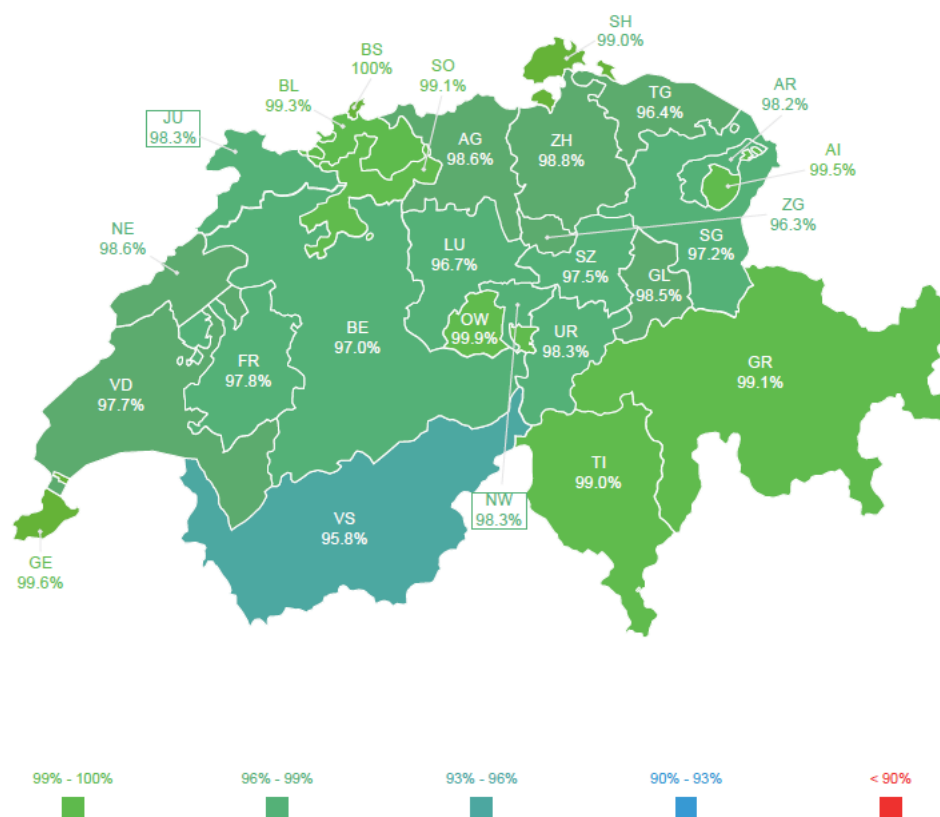 SH
99.0%
BS
100%
SO
99.1%
BL
99.3%
AR
98.2%
TG
96.4%
JU
98.3%
AG
98.6%
ZH
98.8%
AI
99.5%
ZG
96.3%
NE
98.6%
LU
96.7%
SZ
97.5%
SG
97.2%
GL
98.5%
OW
99.9%
BE
97.0%
UR
98.3%
FR
97.8%
GR
99.1%
VD
97.7%
TI
99.0%
NW
98.3%
VS
95.8%
GE
99.6%
99% - 100%
96% - 99%
93% - 96%
90% - 93%
< 90%